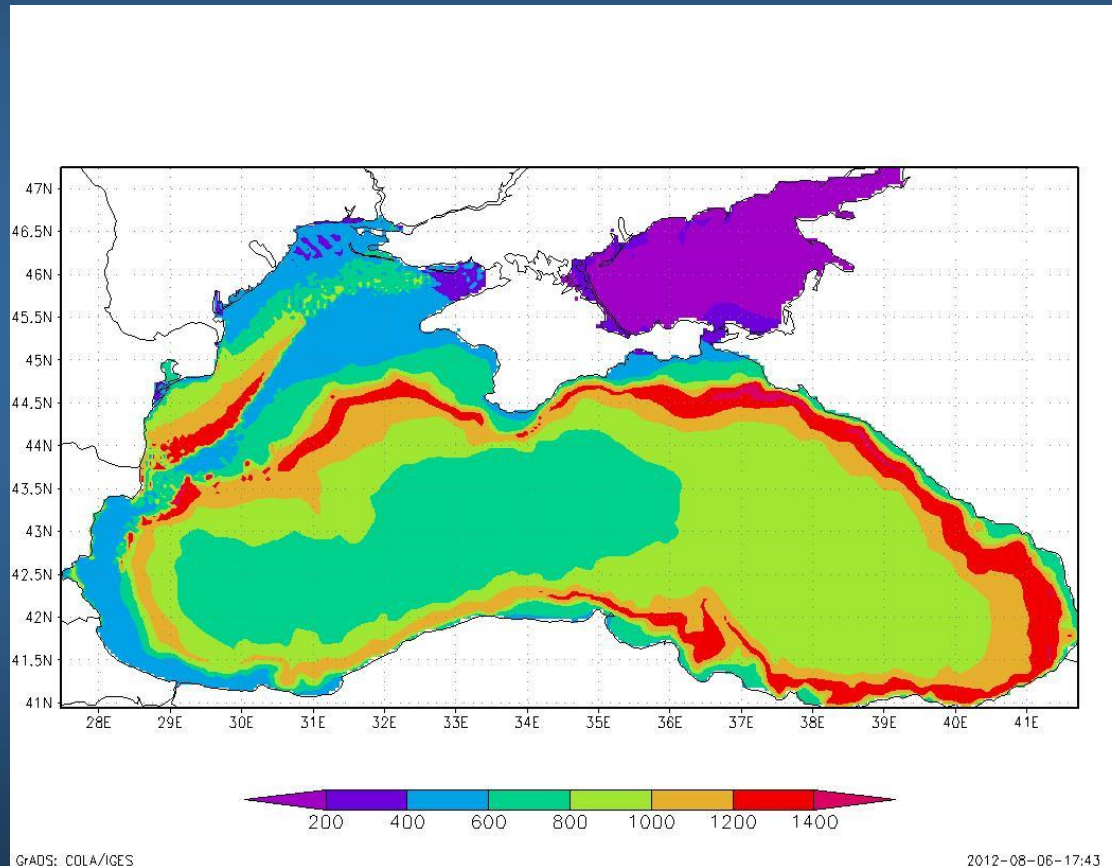 47N
46.5N
46N
45.5N
45N
44.5N
44N
43.5N
43N
42.5N
42N
41.5N
41N
28E 29E 30E 31E 32E 33E 34E 35E 36E 37E 38E 39E 40E 41E
200 400 600 800 1000 1200 1400
GrADS: COLA/IGES 2012-08-06-17:43